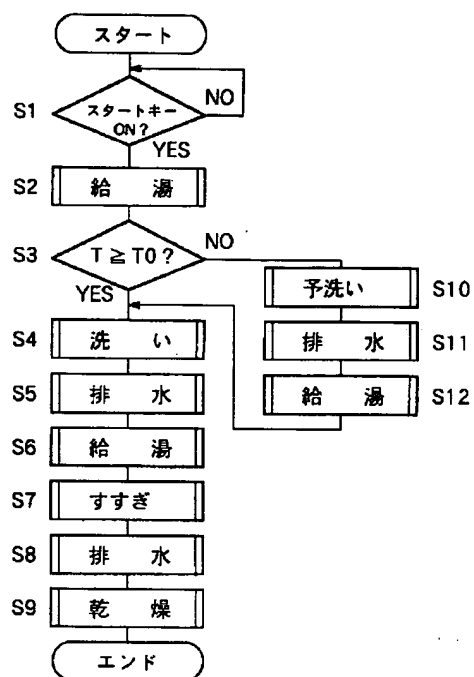 スタート
S1
スタートキー
ON?
NO
YES
S2
給 湯
S3
T≧T0?
NO
YES
S4
洗 い
S5
排 水
S6
給 湯
S7
すすぎ
S8
排 水
S9
乾 燥
エンド
予洗い
S10
排 水
S11
給 湯
S12